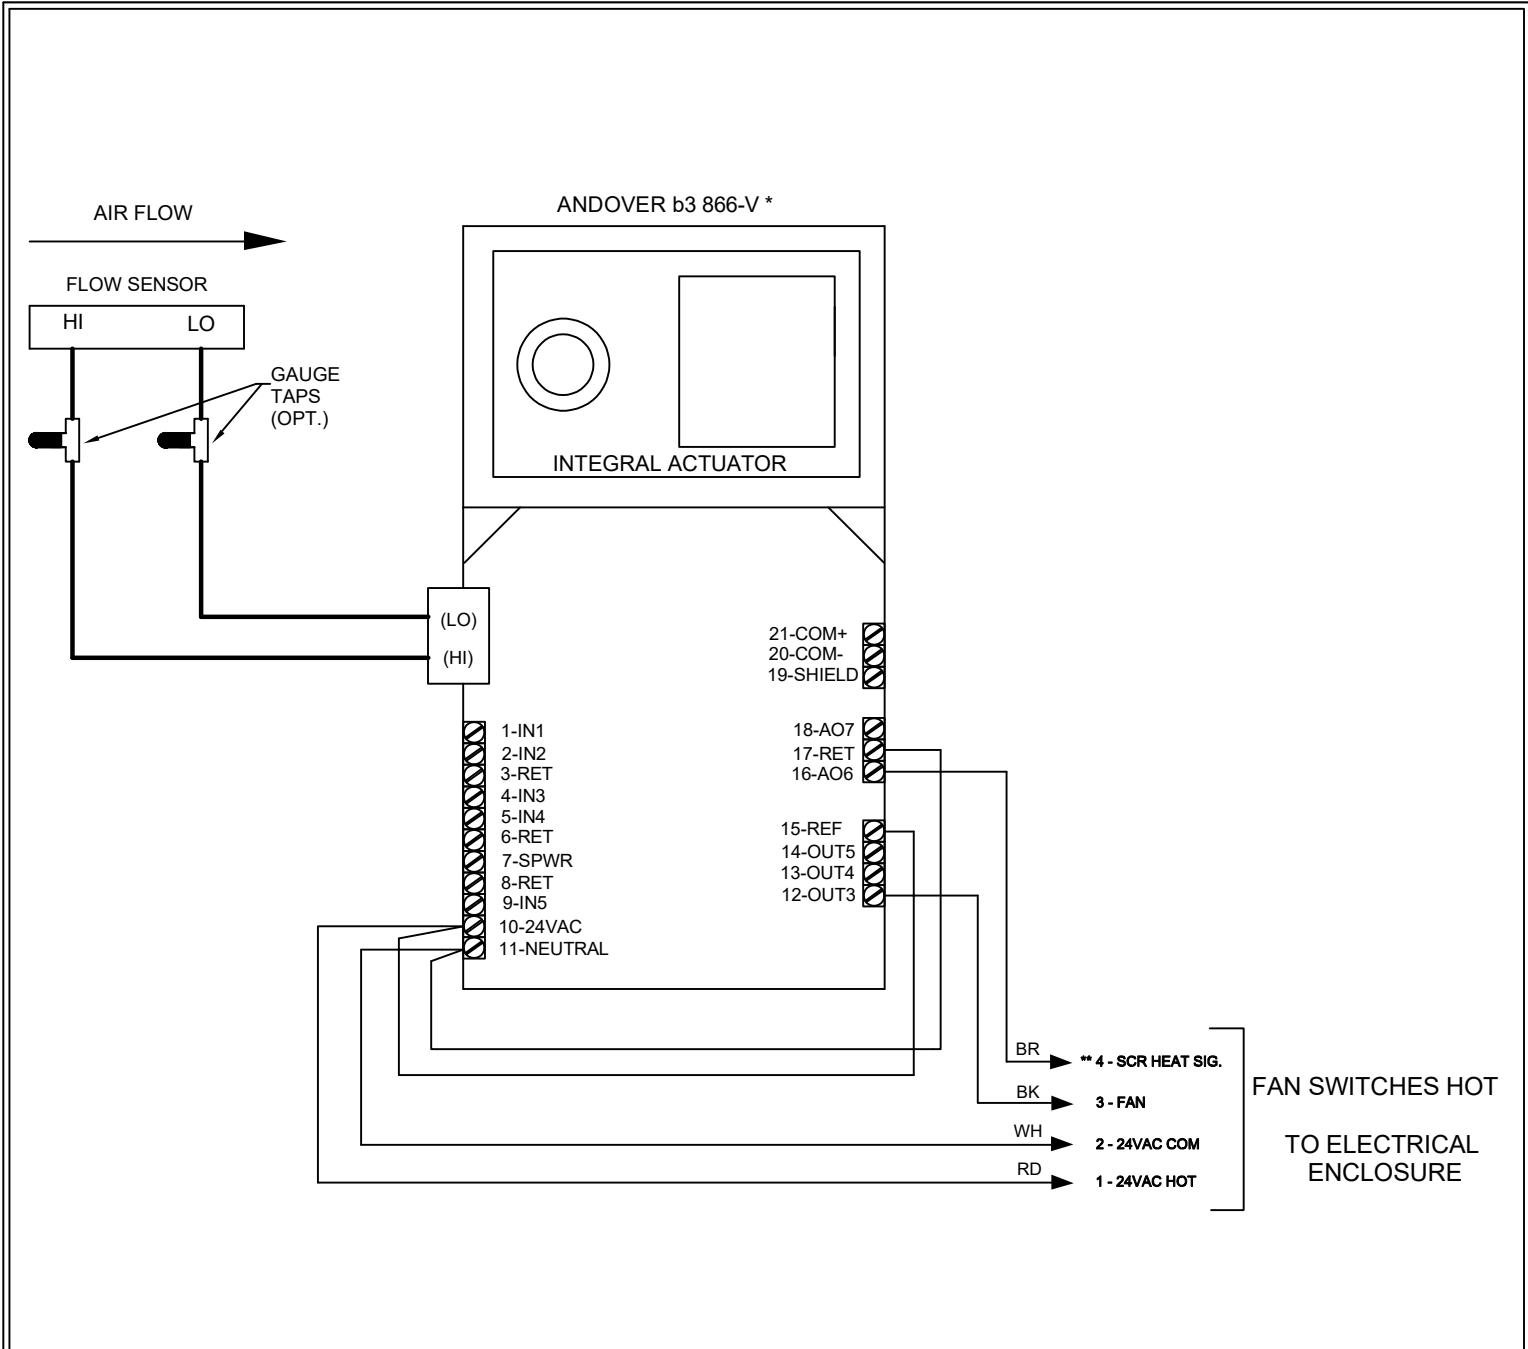 ANDOVER b3 866-V *
AIR FLOW
FLOW SENSOR
HI
LO
GAUGE
TAPS
(OPT.)
INTEGRAL ACTUATOR
(LO)
(HI)
21-COM+
20-COM-
19-SHIELD
1-IN1
2-IN2
3-RET
4-IN3
5-IN4
6-RET
7-SPWR
8-RET
9-IN5
10-24VAC
11-NEUTRAL
18-AO7
17-RET
16-AO6
15-REF
14-OUT5
13-OUT4
12-OUT3
BR
** 4 - SCR HEAT SIG.
BK
3 - FAN
WH
2 - 24VAC COM
RD
1 - 24VAC HOT
FAN SWITCHES HOT
TO ELECTRICAL
ENCLOSURE